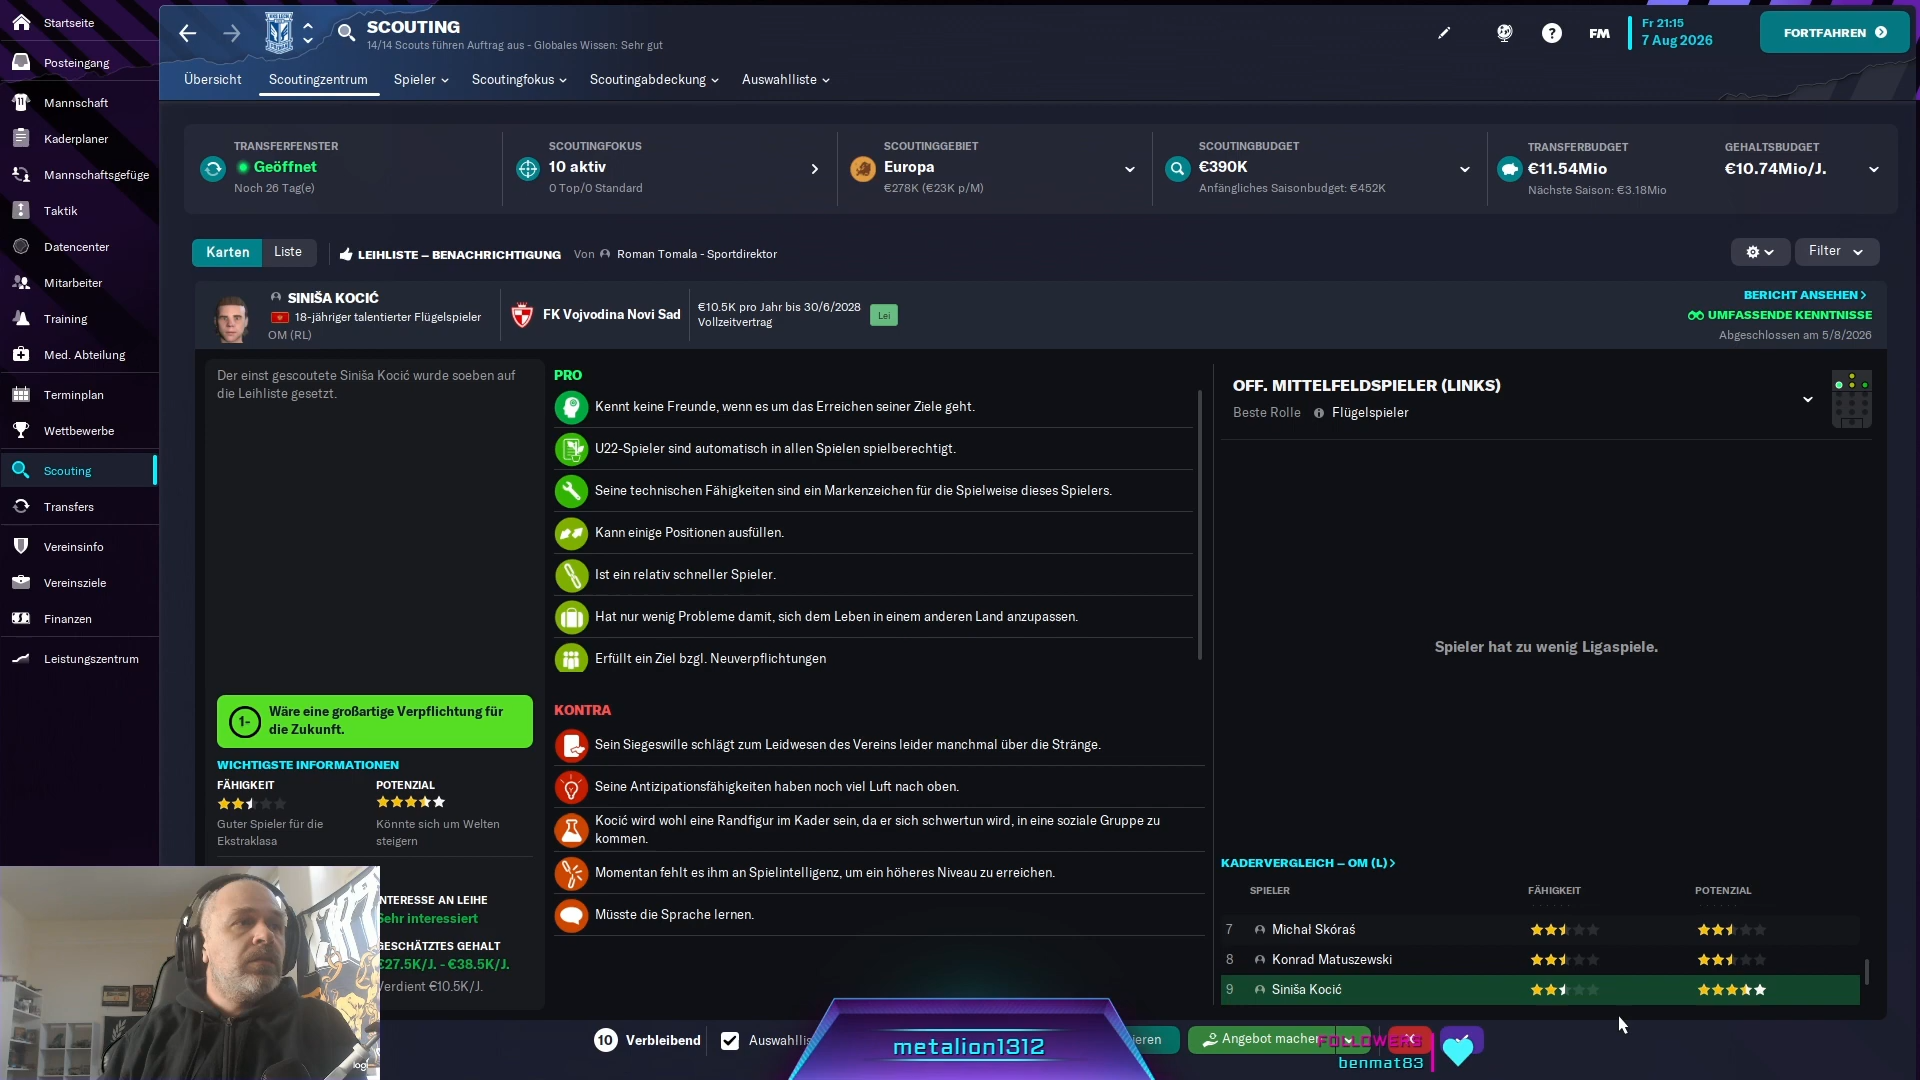 Startseite
Posteingang
Mannschaft
Kaderplaner
Mannschaftsgefüge
Taktik
Datencenter
Mitarbeiter
Training
Med. Abteilung
Terminplan
Wettbewerbe
Scouting
Transfers
Vereinsinfo
Vereinsziele
Finanzen
Leistungszentrum
SCOUTING
14/14 Scouts führen Auftrag aus - Globales Wissen: Sehr gut
FM
Fr 21:15
7 Aug 2026
FORTFAHREN
Übersicht
Scoutingzentrum
Spieler
Scoutingfokus
Scoutingabdeckung
Auswahlliste
TRANSFERFENSTER
Geöffnet
Noch 26 Tag(e)
SCOUTINGFOKUS
10 aktiv
0 Top/0 Standard
SCOUTINGGEBIET
Europa
€278K (€23K p/M)
SCOUTINGBUDGET
€390K
Anfängliches Saisonbudget: €452K
TRANSFERBUDGET
€11.54Mio
Nächste Saison: €3.18Mio
GEHALTSBUDGET
€10.74Mio/J.
Karten
Liste
LEIHLISTE – BENACHRICHTIGUNG
Von Roman Tomala - Sportdirektor
Filter
SINIŠA KOCIĆ
18-jähriger talentierter Flügelspieler
OM (RL)
FK Vojvodina Novi Sad
€10.5K pro Jahr bis 30/6/2028
Vollzeitvertrag
Lei
BERICHT ANSEHEN
UMFASSENDE KENNTNISSE
Abgeschlossen am 5/8/2026
Der einst gescoutete Siniša Kocić wurde soeben auf
die Leihliste gesetzt.
1-
Wäre eine großartige Verpflichtung für
die Zukunft.
WICHTIGSTE INFORMATIONEN
FÄHIGKEIT
Guter Spieler für die
Ekstraklasa
POTENZIAL
Könnte sich um Welten
steigern
INTERESSE AN LEIHE
Sehr interessiert
GESCHÄTZTES GEHALT
€27.5K/J. - €38.5K/J.
Verdient €10.5K/J.
PRO
Kennt keine Freunde, wenn es um das Erreichen seiner Ziele geht.
U22-Spieler sind automatisch in allen Spielen spielberechtigt.
Seine technischen Fähigkeiten sind ein Markenzeichen für die Spielweise dieses Spielers.
Kann einige Positionen ausfüllen.
Ist ein relativ schneller Spieler.
Hat nur wenig Probleme damit, sich dem Leben in einem anderen Land anzupassen.
Erfüllt ein Ziel bzgl. Neuverpflichtungen
KONTRA
Sein Siegeswille schlägt zum Leidwesen des Vereins leider manchmal über die Stränge.
Seine Antizipationsfähigkeiten haben noch viel Luft nach oben.
Kocić wird wohl eine Randfigur im Kader sein, da er sich schwertun wird, in eine soziale Gruppe zu
kommen.
Momentan fehlt es ihm an Spielintelligenz, um ein höheres Niveau zu erreichen.
Müsste die Sprache lernen.
OFF. MITTELFELDSPIELER (LINKS)
Beste Rolle Flügelspieler
Spieler hat zu wenig Ligaspiele.
KADERVERGLEICH – OM (L)
SPIELER FÄHIGKEIT POTENZIAL
7 Michał Skóraś
8 Konrad Matuszewski
9 Siniša Kocić
10 Verbleibend
Auswahllis
metalion1312
ieren
Angebot machen
FOLLOWERS
benmat83
logi